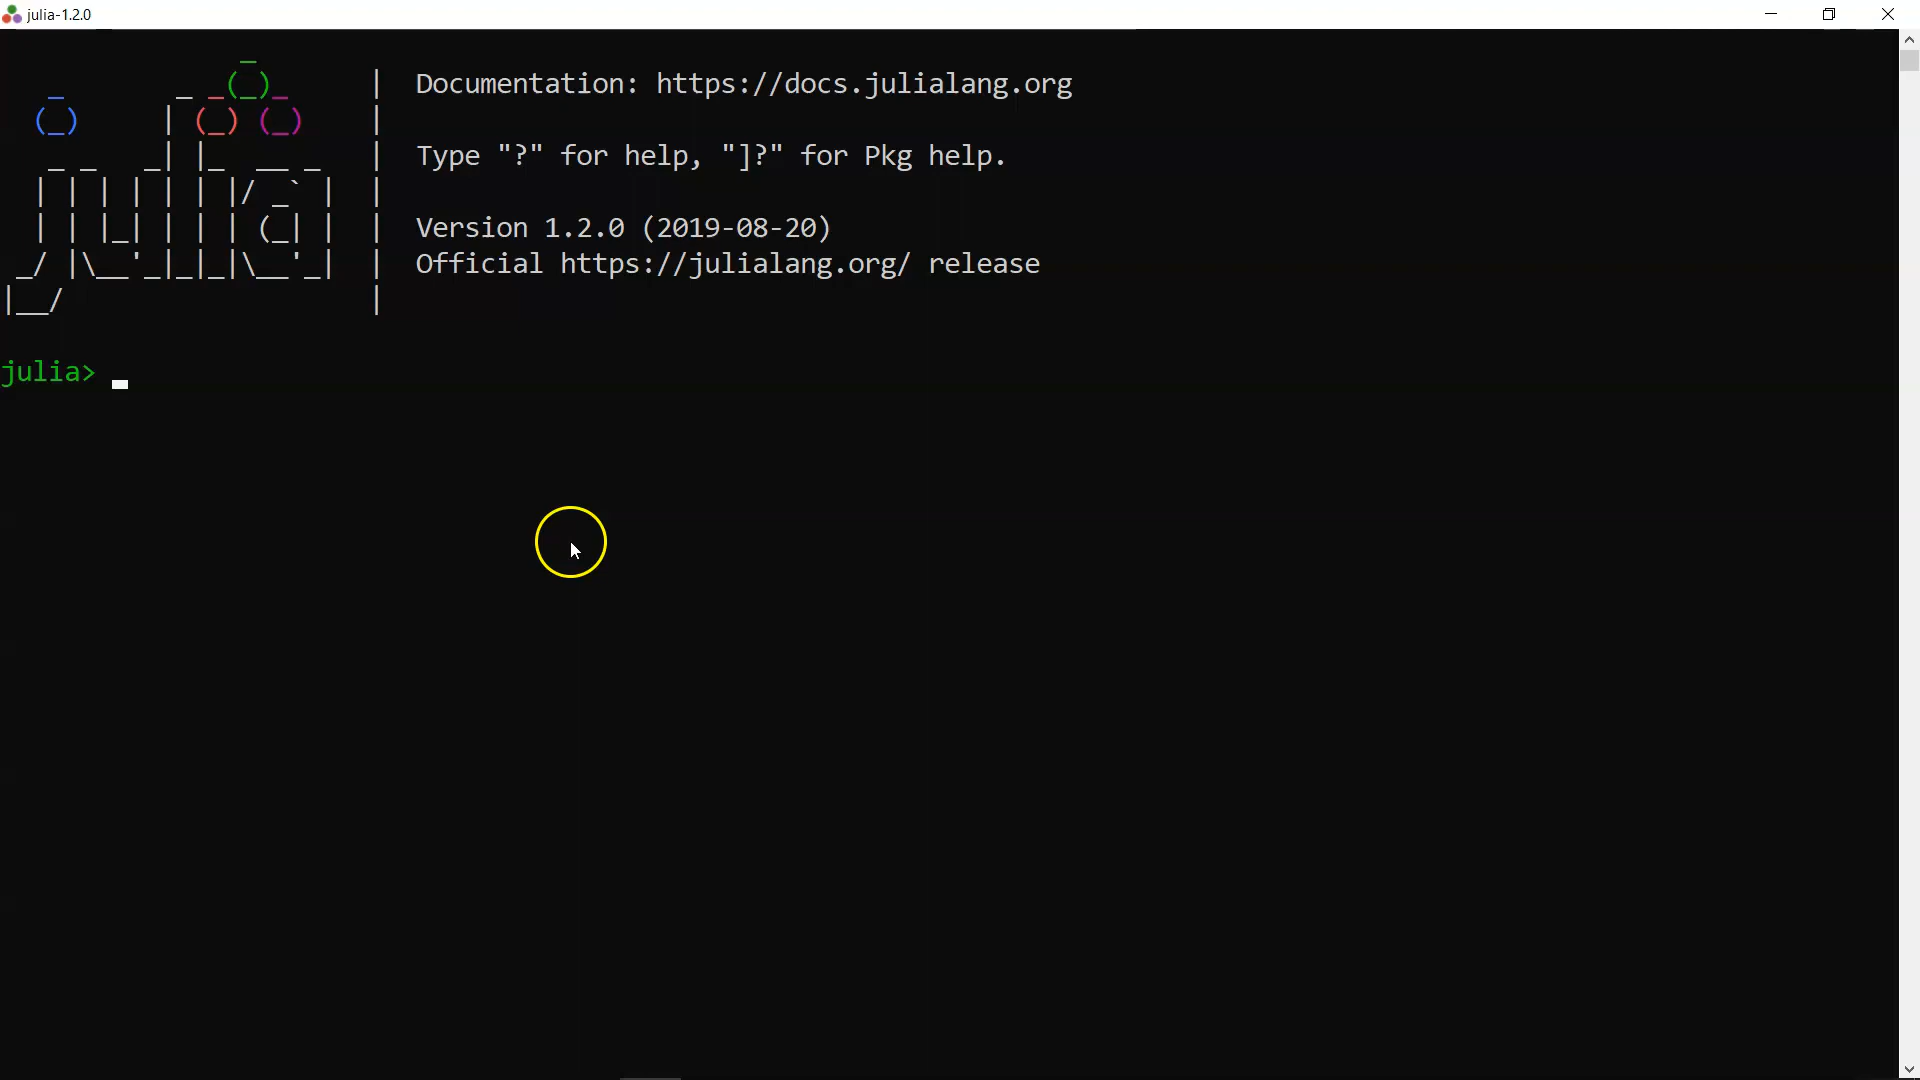 julia-1.2.0
Documentation: https://docs.julialang.org
Type "?" for help, "]?" for Pkg help.
julia
Version 1.2.0 (2019-08-20)
Official https://julialang.org/ release
julia>